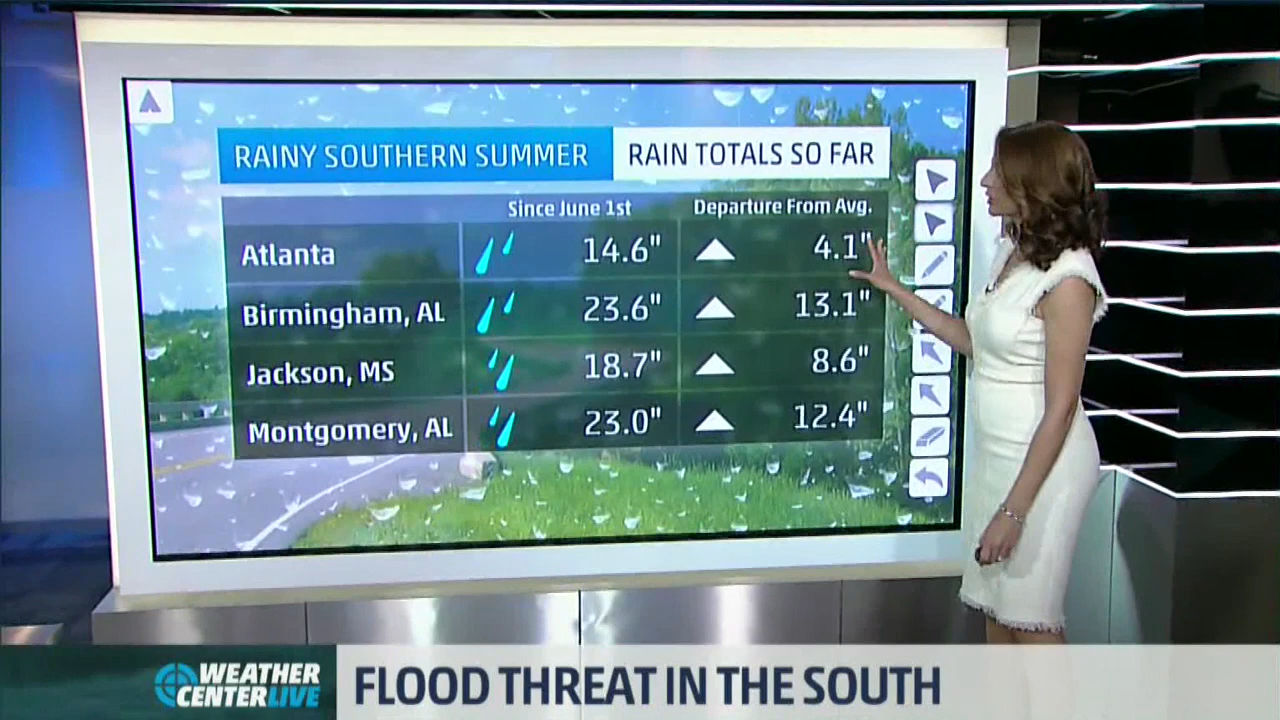 RAINY SOUTHERN SUMMER RAIN TOTALS SO FAR
Since June 1st Departure From Avg.
Atlanta 14.6" 4.1"
Birmingham, AL 23.6" 13.1"
Jackson, MS 18.7" 8.6"
Montgomery, AL 23.0" 12.4"
WEATHER
CENTER LIVE
FLOOD THREAT IN THE SOUTH